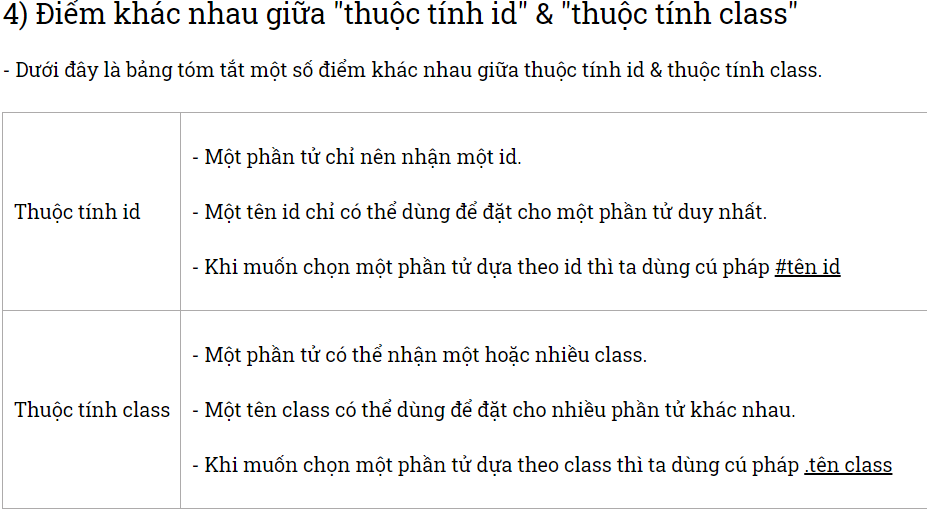 4) Điểm khác nhau giữa "thuộc tính id" & "thuộc tính class"
- Dưới đây là bảng tóm tắt một số điểm khác nhau giữa thuộc tính id & thuộc tính class.
Thuộc tính id
- Một phần tử chỉ nên nhận một id.
- Một tên id chỉ có thể dùng để đặt cho một phần tử duy nhất.
- Khi muốn chọn một phần tử dựa theo id thì ta dùng cú pháp #tên id
Thuộc tính class
- Một phần tử có thể nhận một hoặc nhiều class.
- Một tên class có thể dùng để đặt cho nhiều phần tử khác nhau.
- Khi muốn chọn một phần tử dựa theo class thì ta dùng cú pháp .tên class